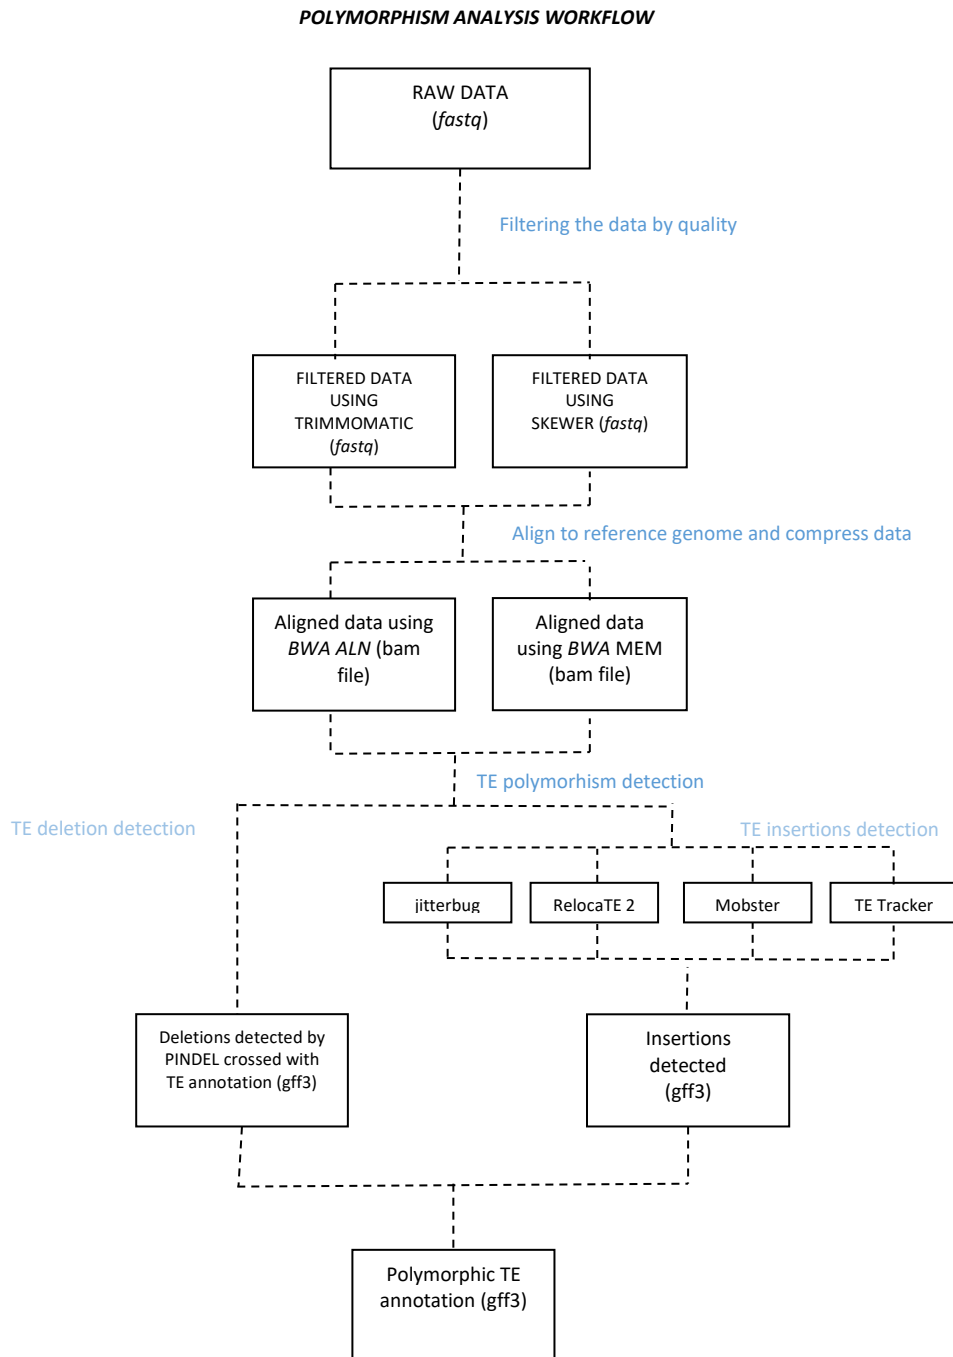 POLYMORPHISM ANALYSIS WORKFLOW
RAW DATA
(fastq)
Filtering the data by quality
FILTERED DATA
USING
TRIMMOMATIC
(fastq)
FILTERED DATA
USING
SKEWER (fastq)
Align to reference genome and compress data
Aligned data using
BWA ALN (bam
file)
Aligned data
using BWA MEM
(bam file)
TE polymorhism detection
TE deletion detection
TE insertions detection
jitterbug
RelocaTE 2
Mobster
TE Tracker
Deletions detected by
PINDEL crossed with
TE annotation (gff3)
Insertions
detected
(gff3)
Polymorphic TE
annotation (gff3)